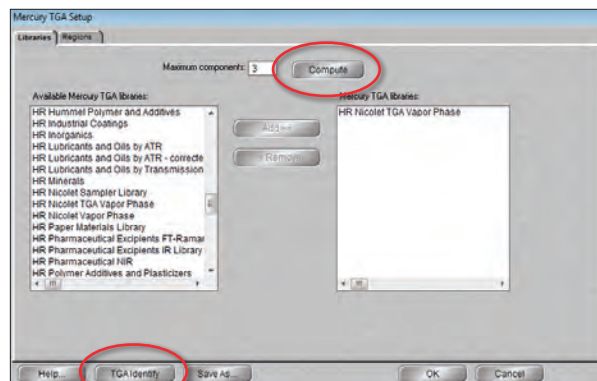 Mercury TGA Setup
Libraries Regions
Maximum components: 3 Compute
Available Mercury TGA libraries:
HR Hummel Polymer and Additives
HR Industrial Coatings
HR Inorganics
HR Lubricants and Oils by ATR
HR Lubricants and Oils by ATR - correcte
HR Lubricants and Oils by Transmission
HR Minerals
HR Nicolet Sampler Library
HR Nicolet TGA Vapor Phase
HR Nicolet Vapor Phase
HR Paper Materials Library
HR Pharmaceutical Excipients FT-Ramar
HR Pharmaceutical Excipients IR Library
HR Pharmaceutical NIR
HR Polymer Additives and Plasticizers
Add >>
Remove
Mercury TGA libraries:
HR Nicolet TGA Vapor Phase
Help... TGA Identify Save As... OK Cancel